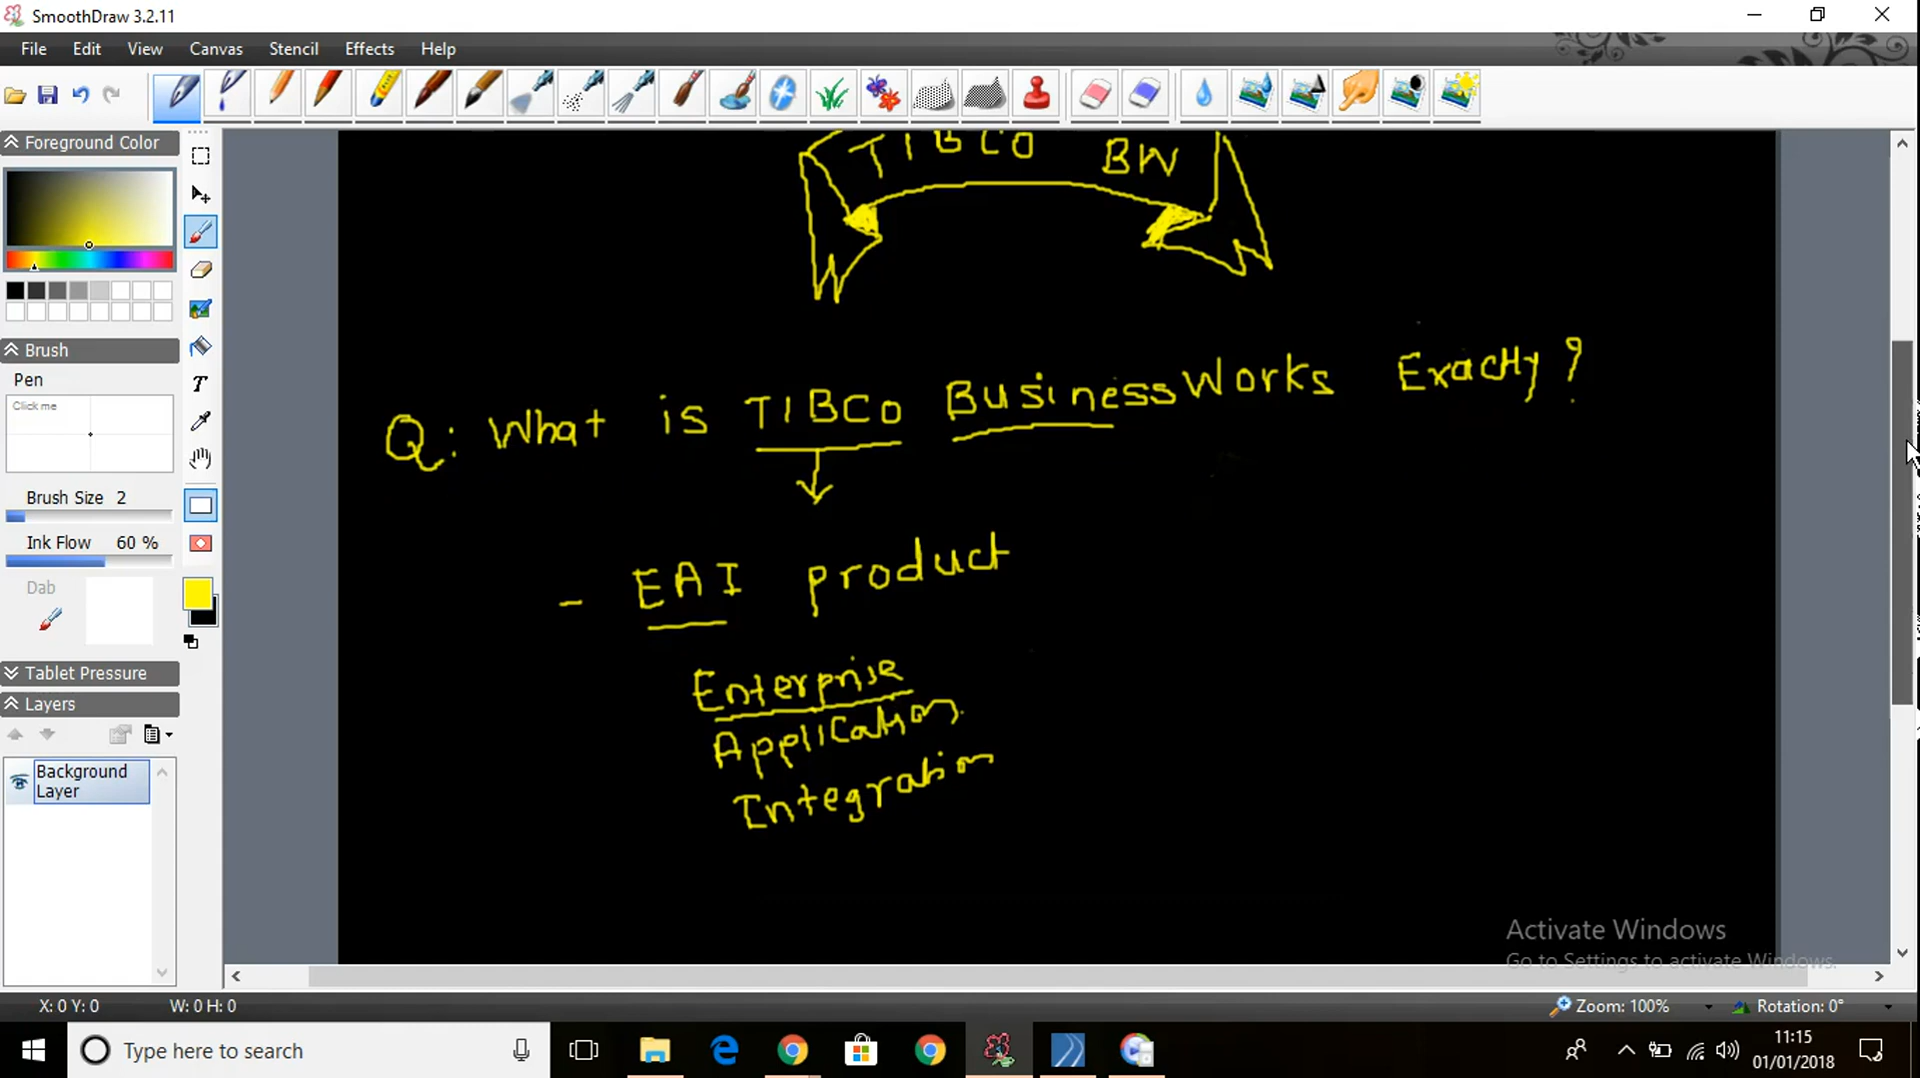 SmoothDraw 3.2.11
File Edit View Canvas Stencil Effects Help
Foreground Color
Brush
Pen
Click me
Brush Size 2
Ink Flow 60 %
Dab
Tablet Pressure
Layers
Background
Layer
TIBCO BW
Q: What is TIBCO BusinessWorks Exactly?
- EAI product
Enterprise
Application
Integration
Activate Windows
Go to Settings to activate Windows.
X: 0 Y: 0 W: 0 H: 0 Zoom: 100% Rotation: 0°
Type here to search
11:15
01/01/2018